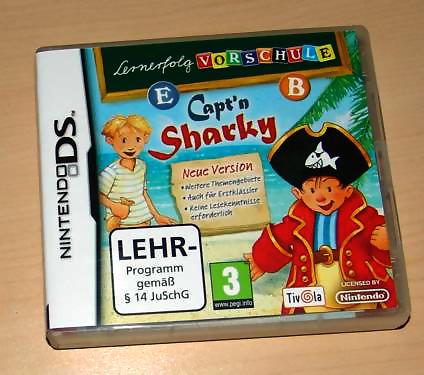 NINTENDO DS™
Lernerfolg VORSCHULE
E
B
Capt'n
Sharky
Neue Version
• Weitere Themengebiete
• Auch für Erstklässler
• Keine Lesekenntnisse
erforderlich
LEHR-
Programm
gemäß
§ 14 JuSchG
3
www.pegi.info
Tivola
LICENSED BY
Nintendo